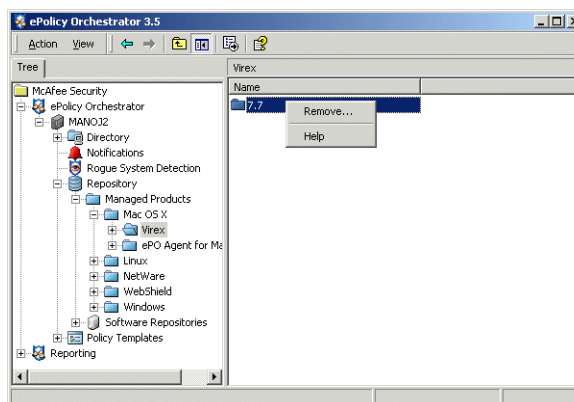 ePolicy Orchestrator 3.5
Action View
Tree
Virex
McAfee Security
Name
ePolicy Orchestrator
7.7
MANOJ2
Remove...
Directory
Help
Notifications
Rogue System Detection
Repository
Managed Products
Mac OS X
Virex
ePO Agent for Ma
Linux
NetWare
WebShield
Windows
Software Repositories
Policy Templates
Reporting